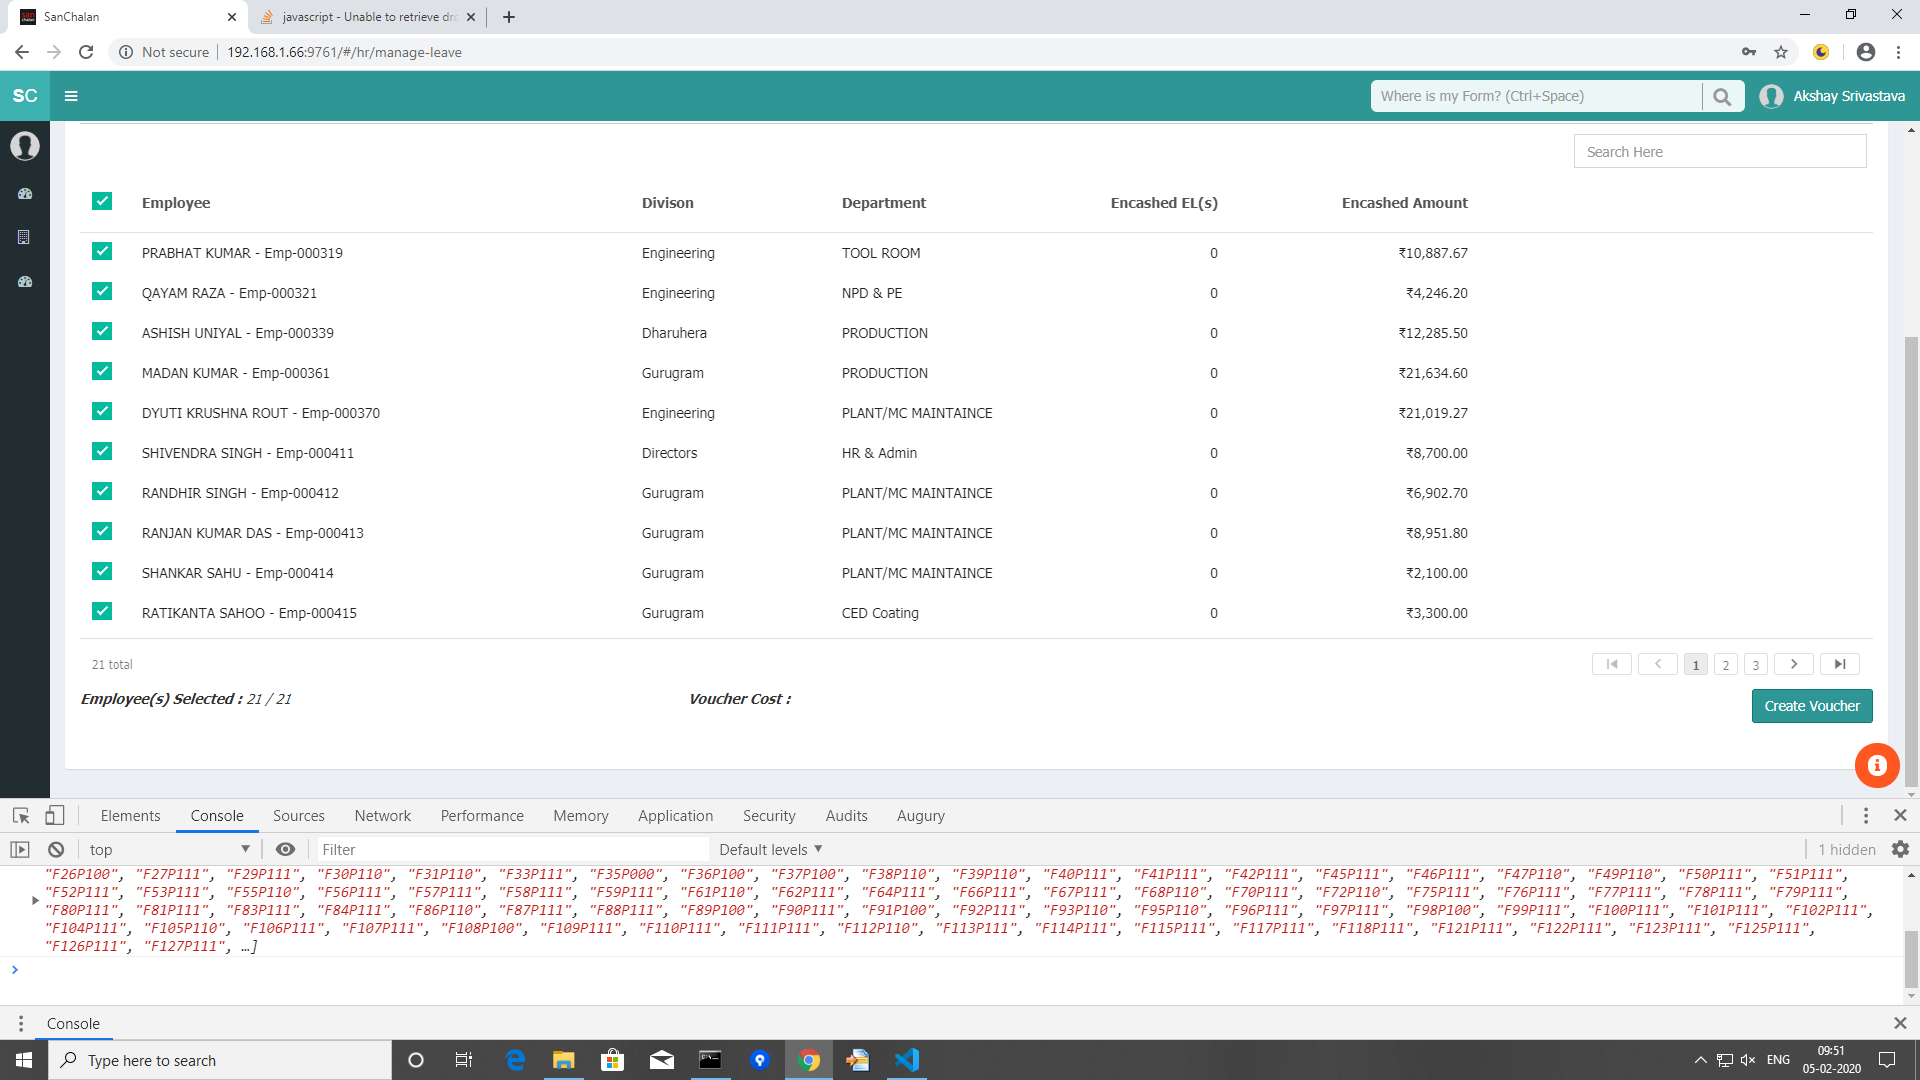 SanChalan
javascript - Unable to retrieve dro
Not secure
192.168.1.66:9761/#/hr/manage-leave
SC
Where is my Form? (Ctrl+Space)
Akshay Srivastava
Search Here
Employee Divison Department Encashed EL(s) Encashed Amount
PRABHAT KUMAR - Emp-000319 Engineering TOOL ROOM 0 ₹10,887.67
QAYAM RAZA - Emp-000321 Engineering NPD & PE 0 ₹4,246.20
ASHISH UNIYAL - Emp-000339 Dharuhera PRODUCTION 0 ₹12,285.50
MADAN KUMAR - Emp-000361 Gurugram PRODUCTION 0 ₹21,634.60
DYUTI KRUSHNA ROUT - Emp-000370 Engineering PLANT/MC MAINTAINCE 0 ₹21,019.27
SHIVENDRA SINGH - Emp-000411 Directors HR & Admin 0 ₹8,700.00
RANDHIR SINGH - Emp-000412 Gurugram PLANT/MC MAINTAINCE 0 ₹6,902.70
RANJAN KUMAR DAS - Emp-000413 Gurugram PLANT/MC MAINTAINCE 0 ₹8,951.80
SHANKAR SAHU - Emp-000414 Gurugram PLANT/MC MAINTAINCE 0 ₹2,100.00
RATIKANTA SAHOO - Emp-000415 Gurugram CED Coating 0 ₹3,300.00
21 total
1 2 3
Employee(s) Selected : 21 / 21 Voucher Cost :
Create Voucher
Elements Console Sources Network Performance Memory Application Security Audits Augury
top Filter Default levels 1 hidden
"F26P100", "F27P111", "F29P111", "F30P110", "F31P110", "F33P111", "F35P000", "F36P100", "F37P100", "F38P110", "F39P110", "F40P111", "F41P111", "F42P111", "F45P111", "F46P111", "F47P110", "F49P110", "F50P111", "F51P111",
"F52P111", "F53P111", "F55P110", "F56P111", "F57P111", "F58P111", "F59P111", "F61P110", "F62P111", "F64P111", "F66P111", "F67P111", "F68P110", "F70P111", "F72P110", "F75P111", "F76P111", "F77P111", "F78P111", "F79P111",
"F80P111", "F81P111", "F83P111", "F84P111", "F86P110", "F87P111", "F88P111", "F89P100", "F90P111", "F91P100", "F92P111", "F93P110", "F95P110", "F96P111", "F97P111", "F98P100", "F99P111", "F100P111", "F101P111", "F102P111",
"F104P111", "F105P110", "F106P111", "F107P111", "F108P100", "F109P111", "F110P111", "F111P111", "F112P110", "F113P111", "F114P111", "F115P111", "F117P111", "F118P111", "F121P111", "F122P111", "F123P111", "F125P111",
"F126P111", "F127P111", …]
Console
Type here to search
ENG
09:51
05-02-2020